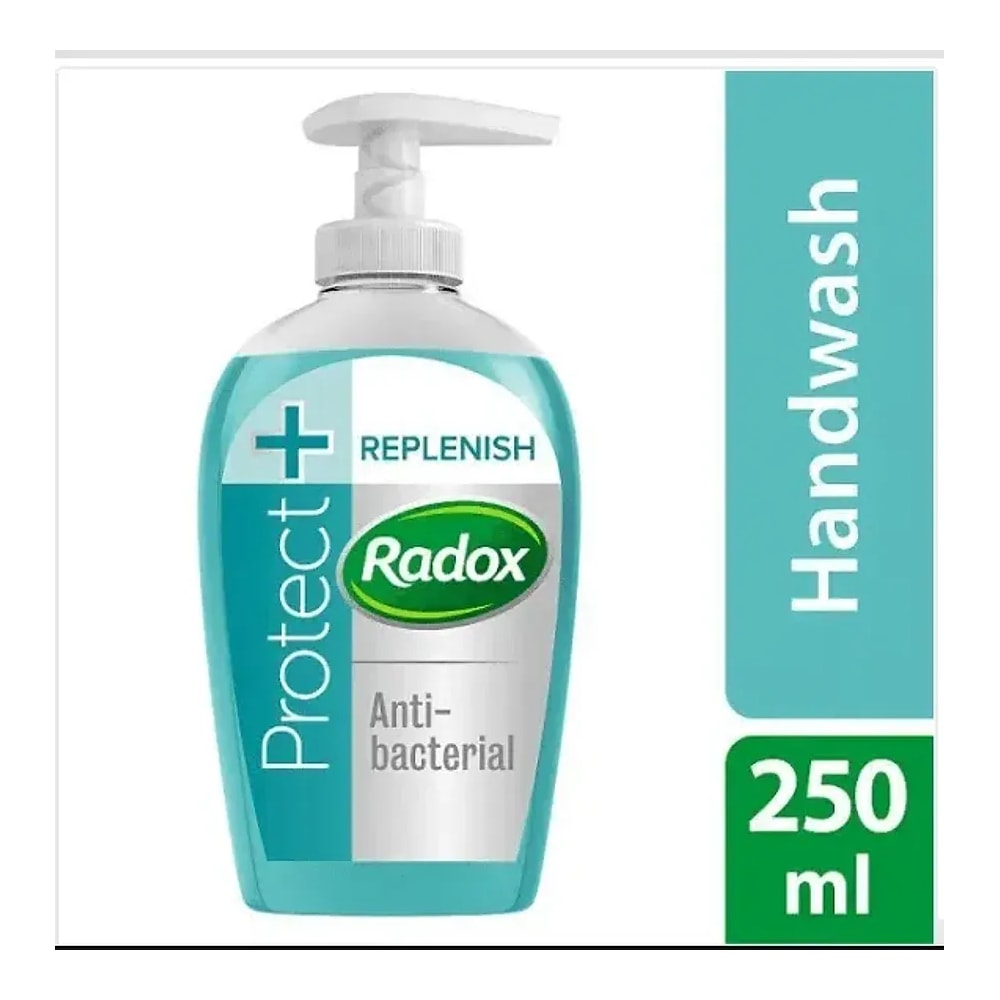 Protect+
REPLENISH
Radox
Anti-
bacterial
Handwash
250
ml